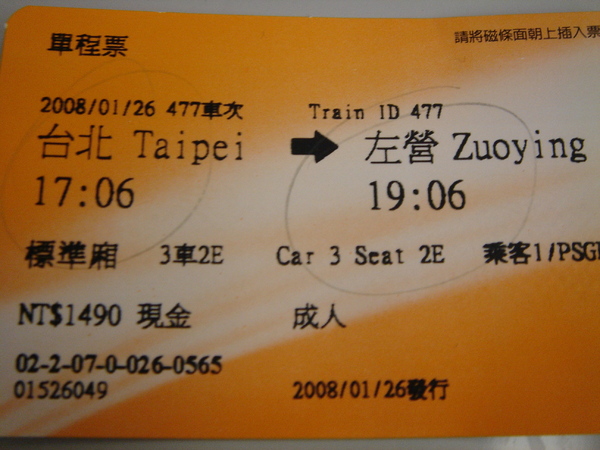 單程票
請將磁條面朝上插入票
2008/01/26 477車次 Train ID 477
台北 Taipei → 左營 Zuoying
17:06 19:06
標準廂 3車2E Car 3 Seat 2E 乘客1/PSG
NT$1490 現金 成人
02-2-07-0-026-0565
01526049 2008/01/26發行